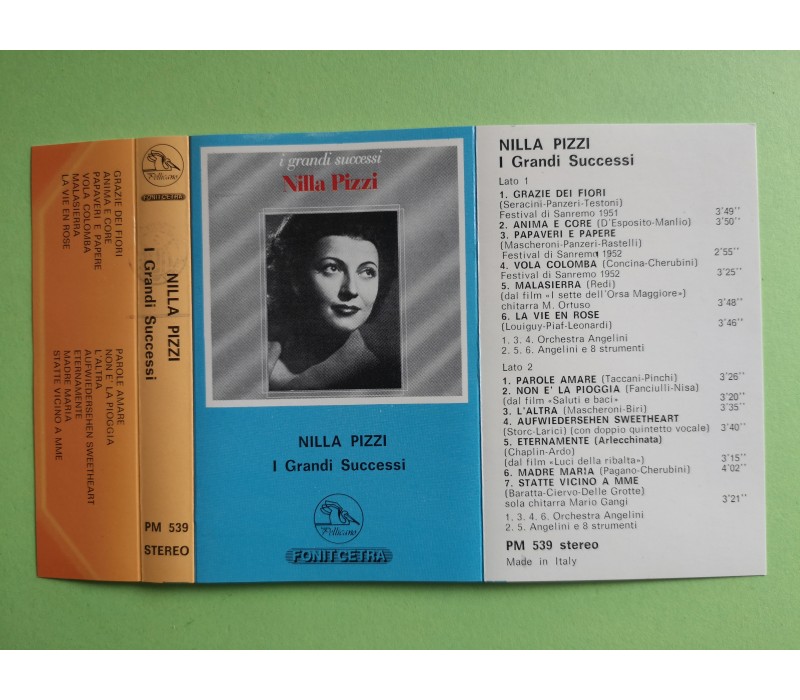 GRAZIE DEI FIORI
ANIMA E CORE
PAPAVERI E PAPERE
VOLA COLOMBA
MALASIERRA
LA VIE EN ROSE
PAROLE AMARE
NON E' LA PIOGGIA
L'ALTRA
AUFWIEDERSEHEN SWEETHEART
ETERNAMENTE
MADRE MARIA
STATTE VICINO A MME
Pellicano
FONIT CETRA
NILLA PIZZI
I Grandi Successi
PM 539
STEREO
i grandi successi
Nilla Pizzi
NILLA PIZZI
I Grandi Successi
Pellicano
FONIT CETRA
NILLA PIZZI
I Grandi Successi
Lato 1
1. GRAZIE DEI FIORI
(Seracini-Panzeri-Testoni)
Festival di Sanremo 1951 3'49''
2. ANIMA E CORE (D'Esposito-Manlio) 3'50''
3. PAPAVERI E PAPERE
(Mascheroni-Panzeri-Rastelli)
Festival di Sanremo 1952 2'55''
4. VOLA COLOMBA (Concina-Cherubini)
Festival di Sanremo 1952 3'25''
5. MALASIERRA (Redi)
(dal film «I sette dell'Orsa Maggiore»)
chitarra M. Ortuso 3'48''
6. LA VIE EN ROSE
(Louiguy-Piaf-Leonardi) 3'46''
1. 3. 4. Orchestra Angelini
2. 5. 6. Angelini e 8 strumenti
Lato 2
1. PAROLE AMARE (Taccani-Pinchi) 3'26''
2. NON E' LA PIOGGIA (Fanciulli-Nisa)
(dal film «Saluti e baci» 3'20''
3. L'ALTRA (Mascheroni-Biri) 3'35''
4. AUFWIEDERSEHEN SWEETHEART
(Storc-Larici) (con doppio quintetto vocale) 3'40''
5. ETERNAMENTE (Arlecchinata)
(Chaplin-Ardo)
(dal film «Luci della ribalta») 3'15''
6. MADRE MARIA (Pagano-Cherubini) 4'02''
7. STATTE VICINO A MME
(Baratta-Ciervo-Delle Grotte)
sola chitarra Mario Gangi 3'21''
1. 3. 4. 6. Orchestra Angelini
2. 5. Angelini e 8 strumenti
PM 539 stereo
Made in Italy